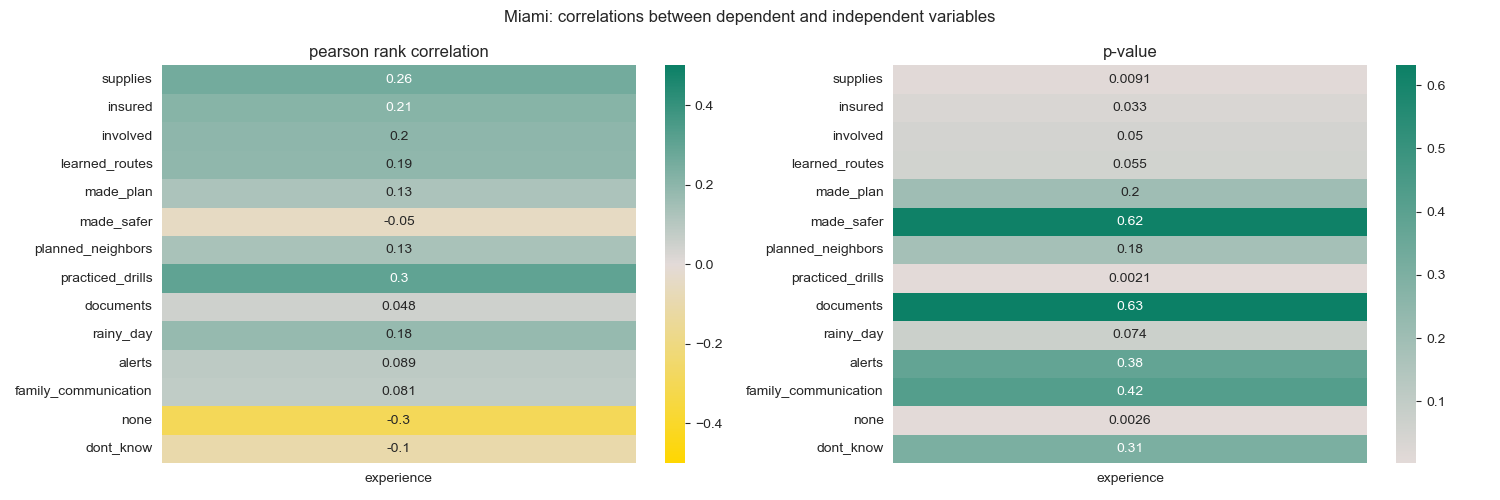 Miami: correlations between dependent and independent variables
pearson rank correlation
supplies 0.26
insured 0.21
involved 0.2
learned_routes 0.19
made_plan 0.13
made_safer -0.05
planned_neighbors 0.13
practiced_drills 0.3
documents 0.048
rainy_day 0.18
alerts 0.089
family_communication 0.081
none -0.3
dont_know -0.1
experience
0.4
0.2
0.0
−0.2
−0.4
p-value
supplies 0.0091
insured 0.033
involved 0.05
learned_routes 0.055
made_plan 0.2
made_safer 0.62
planned_neighbors 0.18
practiced_drills 0.0021
documents 0.63
rainy_day 0.074
alerts 0.38
family_communication 0.42
none 0.0026
dont_know 0.31
experience
0.6
0.5
0.4
0.3
0.2
0.1